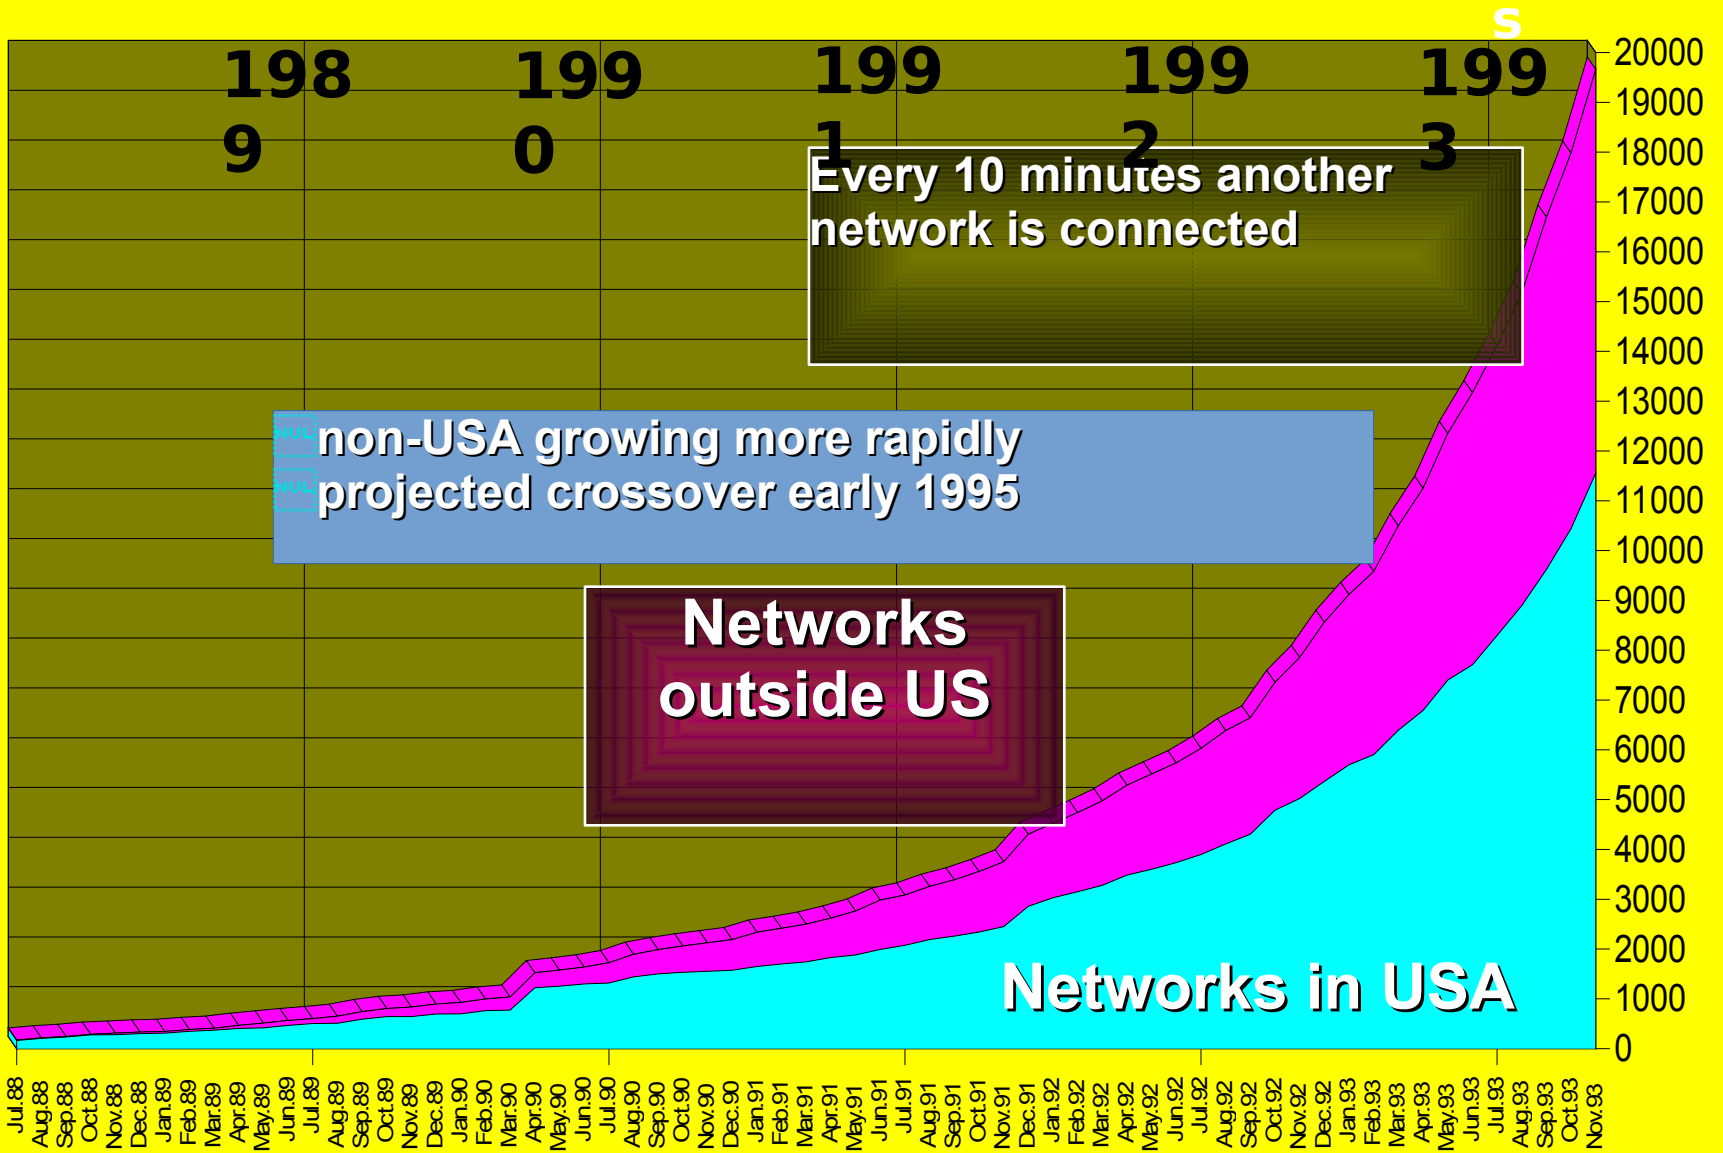 s
198
9
199
0
199
1
199
2
199
3
Every 10 minutes another
network is connected
NUL non-USA growing more rapidly
NUL projected crossover early 1995
Networks
outside US
Networks in USA
20000
19000
18000
17000
16000
15000
14000
13000
12000
11000
10000
9000
8000
7000
6000
5000
4000
3000
2000
1000
0
Jul.88
Aug.88
Sep.88
Oct.88
Nov.88
Dec.88
Jan.89
Feb.89
Mar.89
Apr.89
May.89
Jun.89
Jul.89
Aug.89
Sep.89
Oct.89
Nov.89
Dec.89
Jan.90
Feb.90
Mar.90
Apr.90
May.90
Jun.90
Jul.90
Aug.90
Sep.90
Oct.90
Nov.90
Dec.90
Jan.91
Feb.91
Mar.91
Apr.91
May.91
Jun.91
Jul.91
Aug.91
Sep.91
Oct.91
Nov.91
Dec.91
Jan.92
Feb.92
Mar.92
Apr.92
May.92
Jun.92
Jul.92
Aug.92
Sep.92
Oct.92
Nov.92
Dec.92
Jan.93
Feb.93
Mar.93
Apr.93
May.93
Jun.93
Jul.93
Aug.93
Sep.93
Oct.93
Nov.93